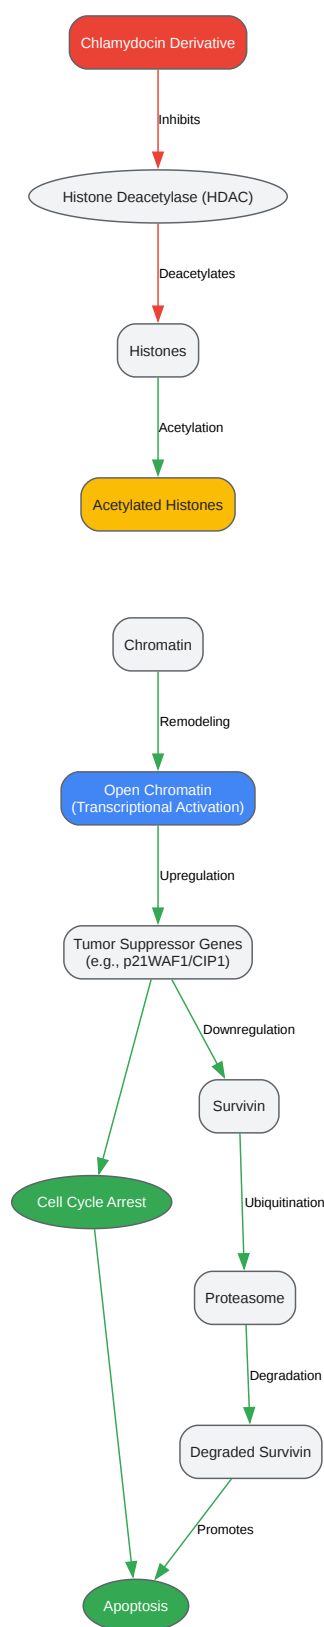 Chlamydocin Derivative
Inhibits
Histone Deacetylase (HDAC)
Deacetylates
Histones
Acetylation
Acetylated Histones
Chromatin
Remodeling
Open Chromatin
(Transcriptional Activation)
Upregulation
Tumor Suppressor Genes
(e.g., p21WAF1/CIP1)
Downregulation
Survivin
Cell Cycle Arrest
Ubiquitination
Proteasome
Degradation
Degraded Survivin
Promotes
Apoptosis